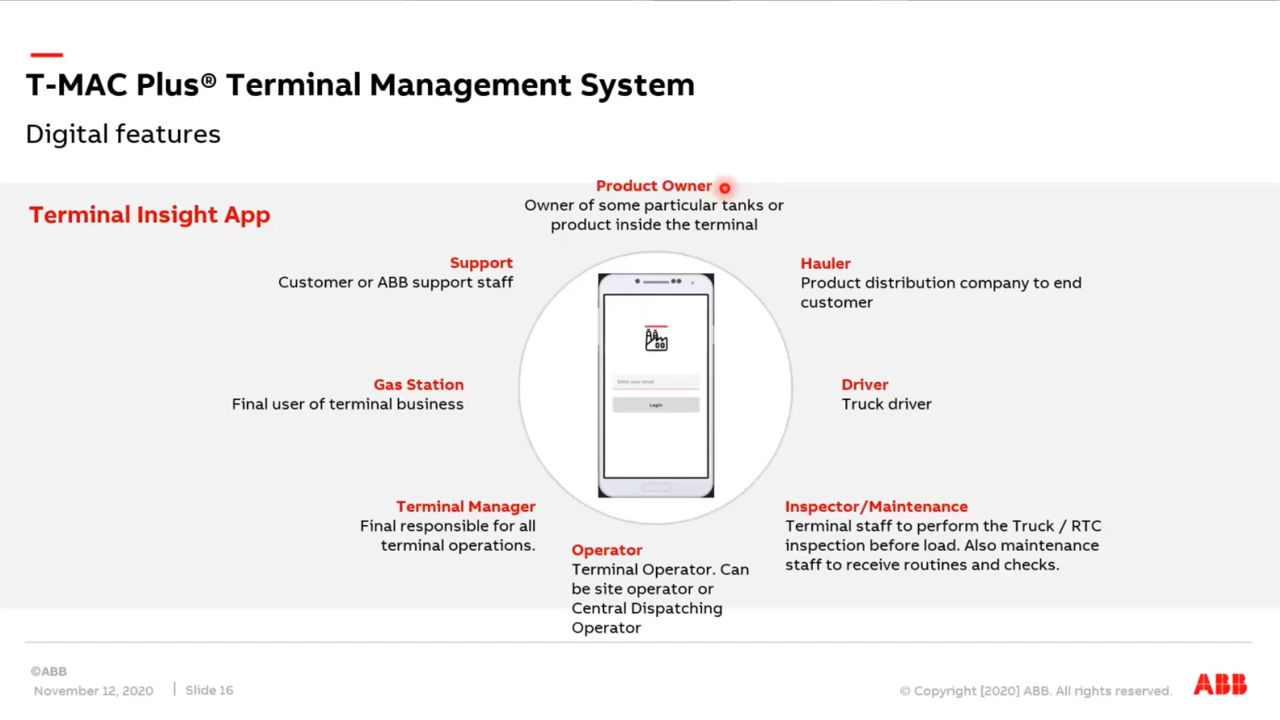 T-MAC Plus® Terminal Management System
Digital features
Terminal Insight App
Product Owner
Owner of some particular tanks or
product inside the terminal
Support
Customer or ABB support staff
Hauler
Product distribution company to end
customer
Gas Station
Final user of terminal business
Enter your email
Login
Driver
Truck driver
Terminal Manager
Final responsible for all
terminal operations.
Operator
Terminal Operator. Can
be site operator or
Central Dispatching
Operator
Inspector/Maintenance
Terminal staff to perform the Truck / RTC
inspection before load. Also maintenance
staff to receive routines and checks.
©ABB
November 12, 2020 | Slide 16
© Copyright [2020] ABB. All rights reserved.
ABB